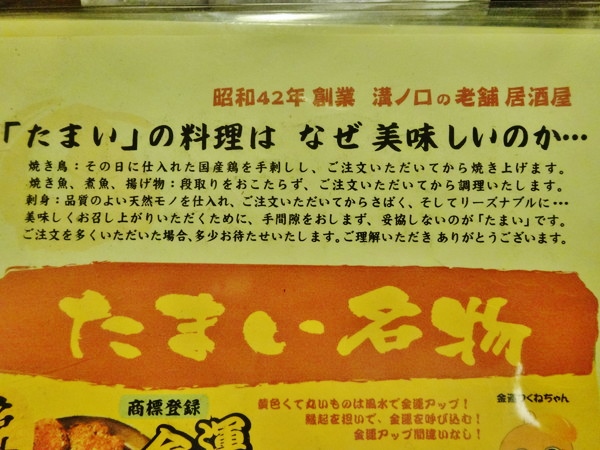 昭和42年 創業 溝ノ口の老舗 居酒屋
「たまい」の料理は なぜ 美味しいのか…
焼き鳥：その日に仕入れた国産鶏を手刺しし、ご注文いただいてから焼き上げます。
焼き魚、煮魚、揚げ物：段取りをおこたらず、ご注文いただいてから調理いたします。
刺身：品質のよい天然モノを仕入れ、ご注文いただいてからさばく、そしてリーズナブルに…
美味しくお召し上がりいただくために、手間隙をおしまず、妥協しないのが「たまい」です。
ご注文を多くいただいた場合、多少お待たせいたします。ご理解いただき ありがとうございます。
たまい名物
商標登録
金運
黄色くて丸いものは風水で金運アップ！
縁起を担いで、金運を呼び込む！
金運アップ間違いなし！
金運つくねちゃん